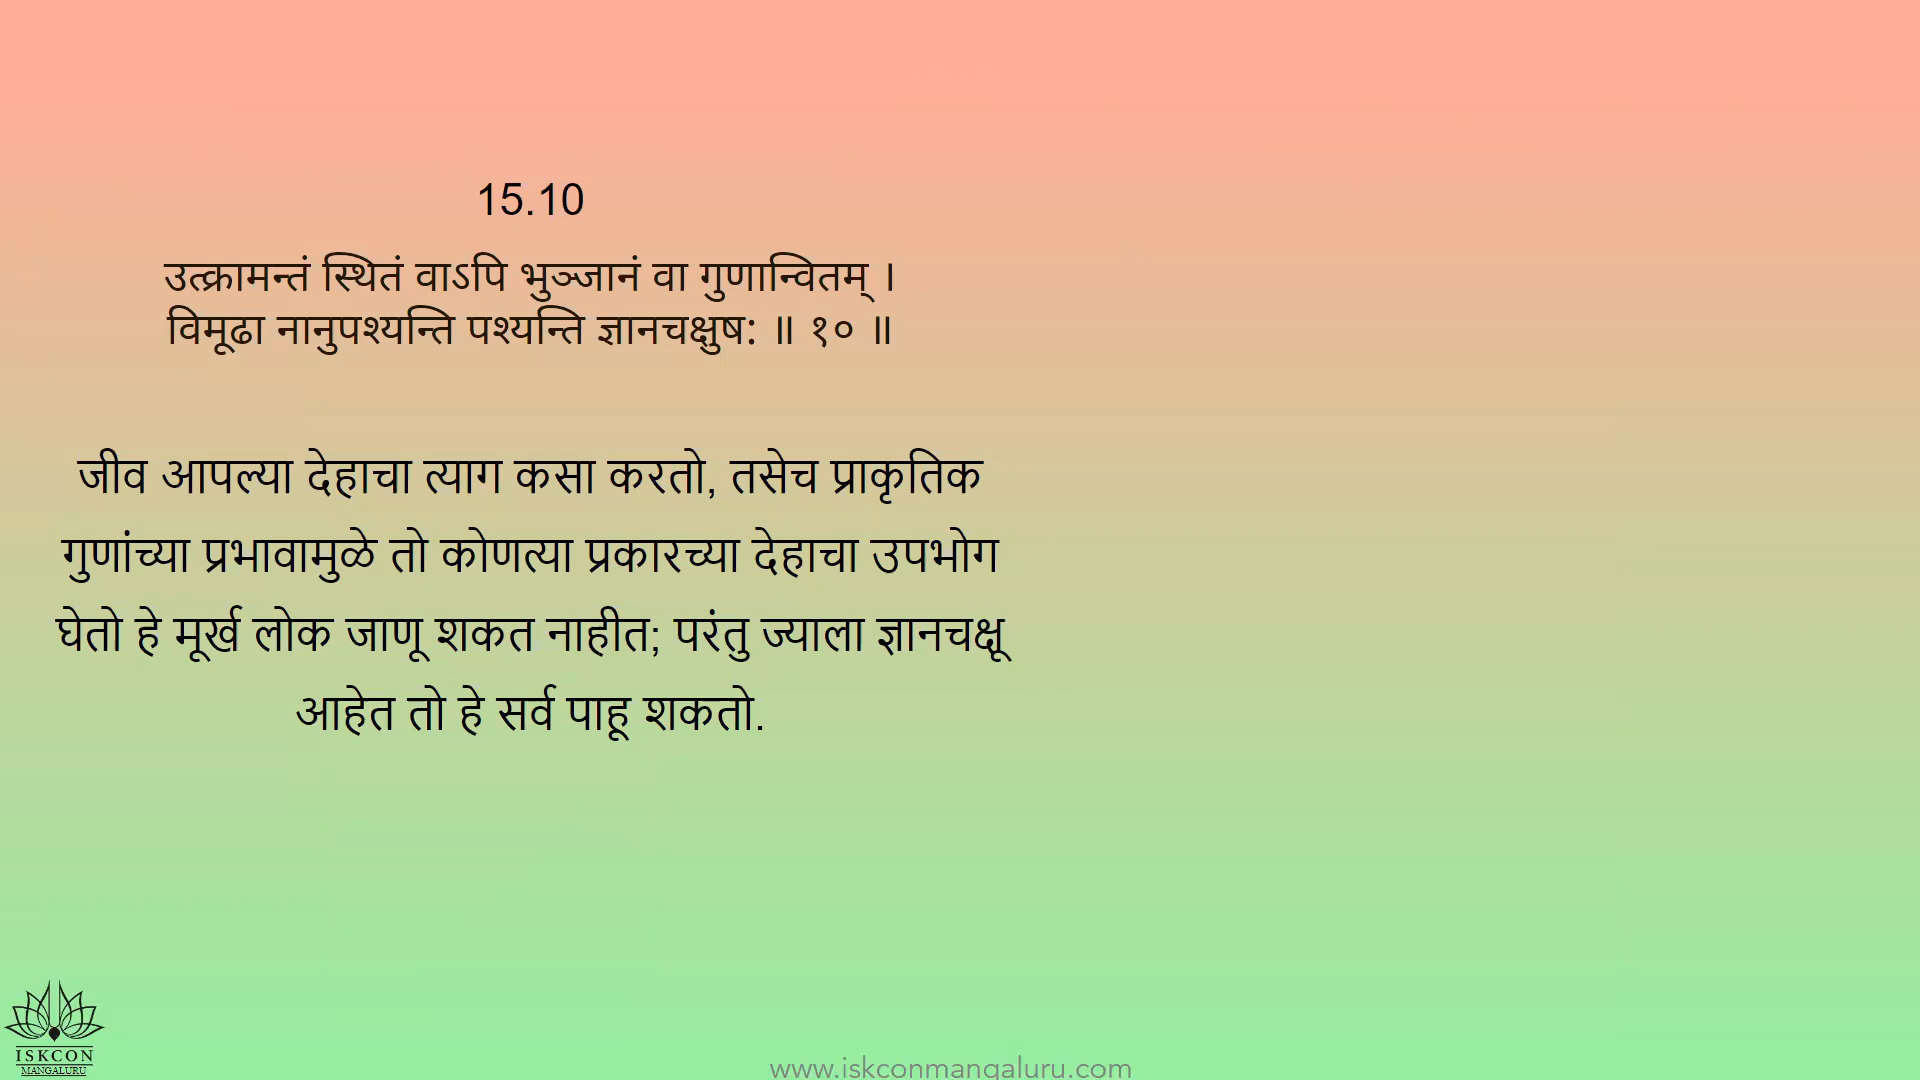 15.10
उत्क्रामन्तं स्थितं वाऽपि भुञ्जानं वा गुणान्वितम् ।
विमूढा नानुपश्यन्ति पश्यन्ति ज्ञानचक्षुष: ॥ १० ॥
जीव आपल्या देहाचा त्याग कसा करतो, तसेच प्राकृतिक
गुणांच्या प्रभावामुळे तो कोणत्या प्रकारच्या देहाचा उपभोग
घेतो हे मूर्ख लोक जाणू शकत नाहीत; परंतु ज्याला ज्ञानचक्षू
आहेत तो हे सर्व पाहू शकतो.
ISKCON
MANGALURU
www.iskconmangaluru.com